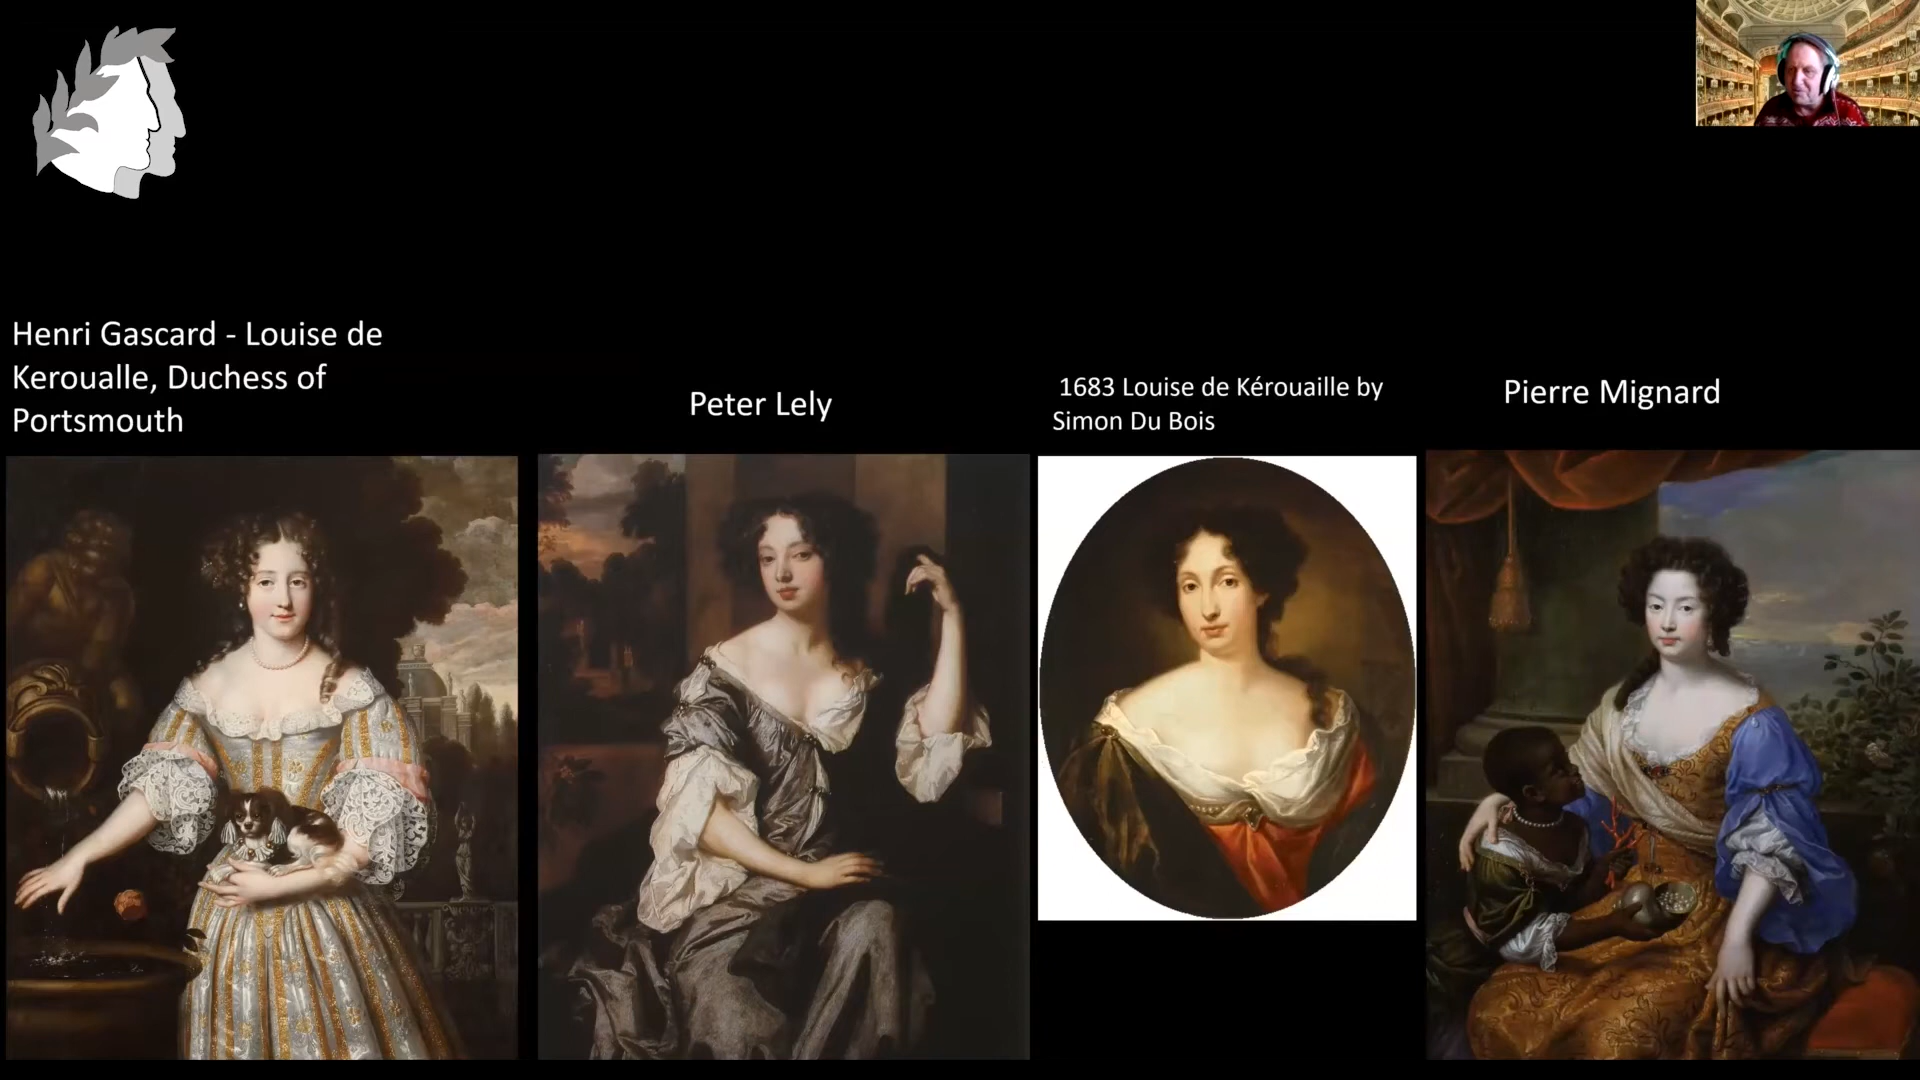 Henri Gascard - Louise de
Keroualle, Duchess of
Portsmouth
Peter Lely
1683 Louise de Kérouaille by
Simon Du Bois
Pierre Mignard